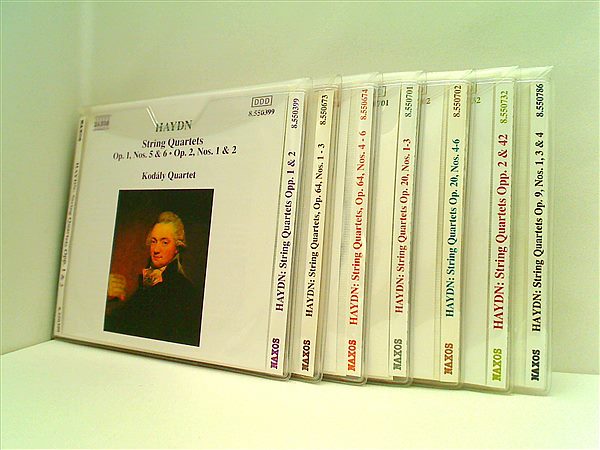 NAXOS
DDD
8.550399
HAYDN
String Quartets
Op. 1, Nos. 5 & 6 • Op. 2, Nos. 1 & 2
Kodály Quartet
NAXOS HAYDN: String Quartets Opp. 1 & 2 8.550399
NAXOS HAYDN: String Quartets, Op. 64, Nos. 1 - 3 8.550673
NAXOS HAYDN: String Quartets, Op. 64, Nos. 4 - 6 8.550674
NAXOS HAYDN: String Quartets Op. 20, Nos. 1-3 8.550701
NAXOS HAYDN: String Quartets Op. 20, Nos. 4-6 8.550702
NAXOS HAYDN: String Quartets Opp. 2 & 42 8.550732
NAXOS HAYDN: String Quartets Op. 9, Nos. 1, 3 & 4 8.550786